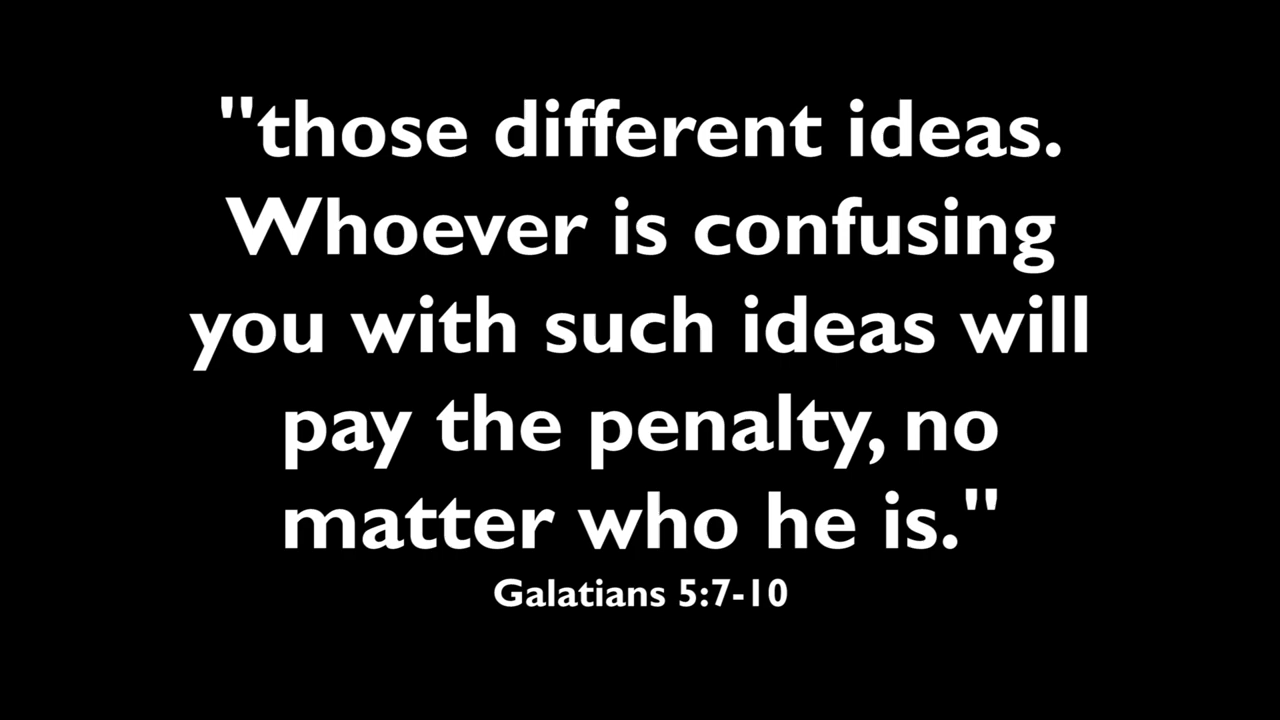 "those different ideas.
Whoever is confusing
you with such ideas will
pay the penalty, no
matter who he is."
Galatians 5:7-10